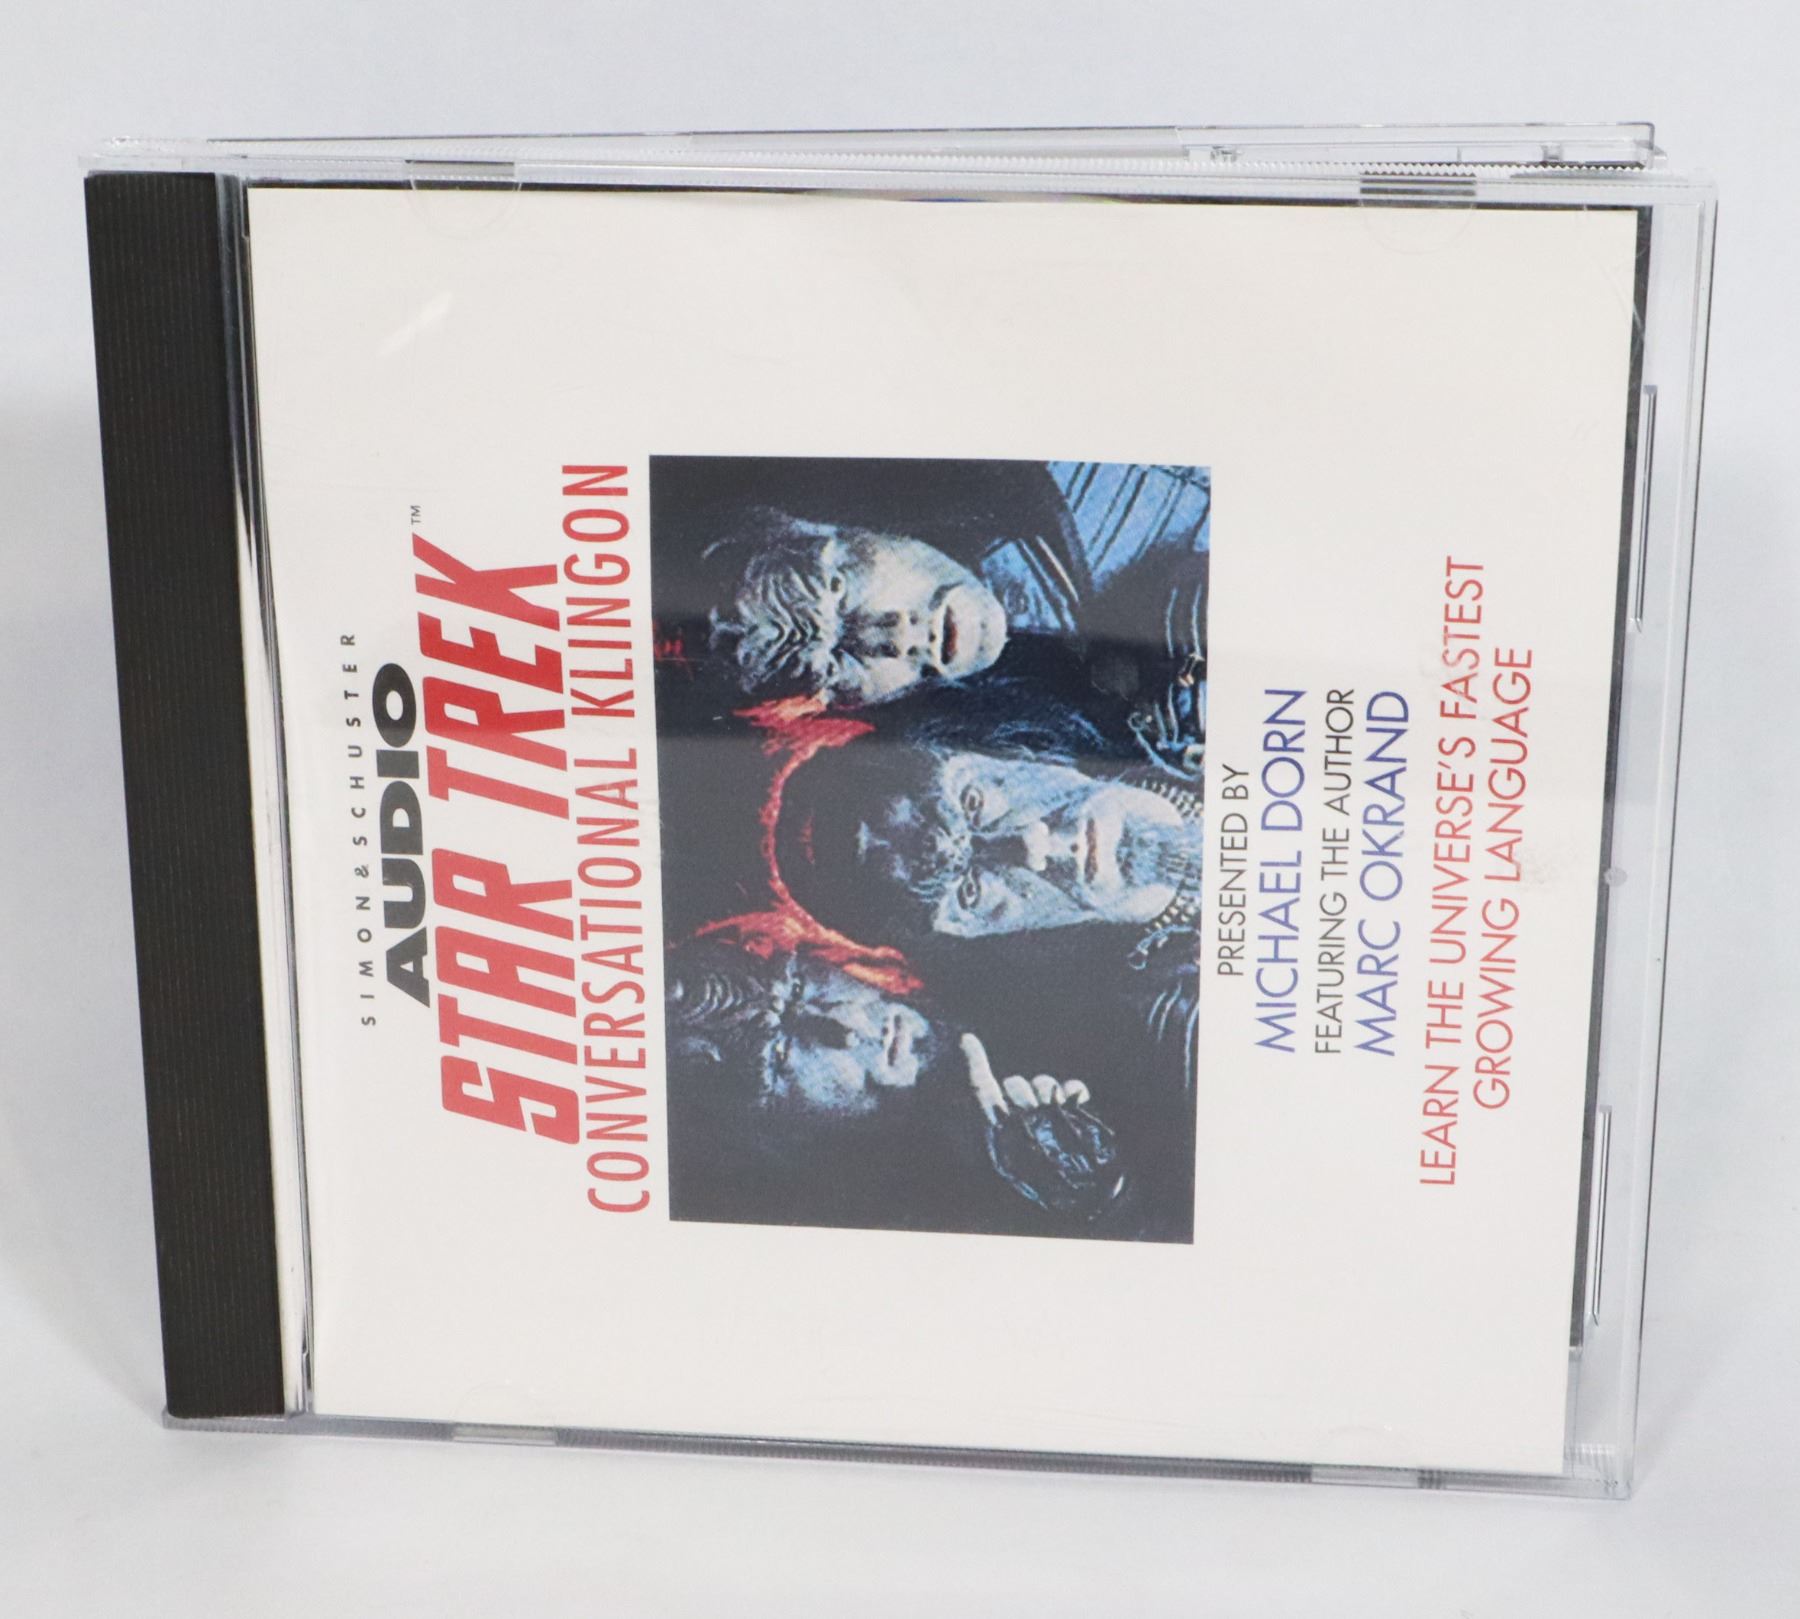 SIMON & SCHUSTER
AUDIO
STAR TREK™
CONVERSATIONAL KLINGON
PRESENTED BY
MICHAEL DORN
FEATURING THE AUTHOR
MARC OKRAND
LEARN THE UNIVERSE'S FASTEST
GROWING LANGUAGE